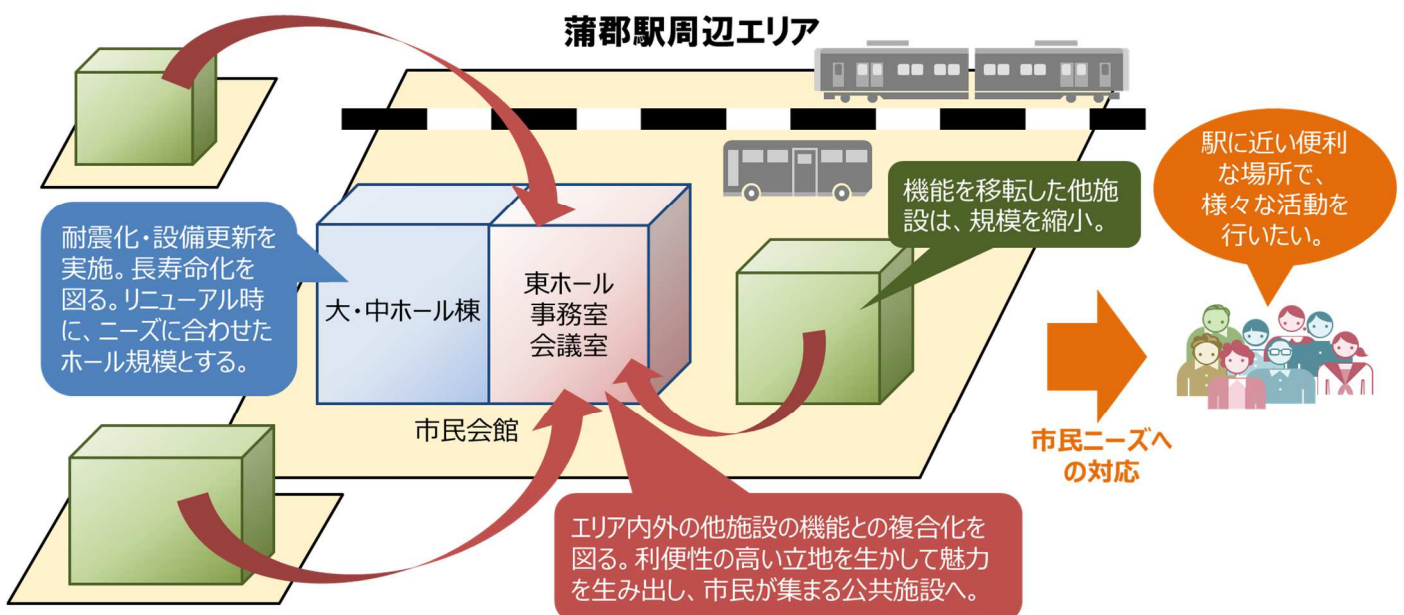 蒲郡駅周辺エリア
駅に近い便利
な場所で、
様々な活動を
行いたい。
機能を移転した他施
設は、規模を縮小。
耐震化・設備更新を
実施。長寿命化を
図る。リニューアル時
に、ニーズに合わせた
ホール規模とする。
大・中ホール棟
東ホール
事務室
会議室
市民会館
市民ニーズへ
の対応
エリア内外の他施設の機能との複合化を
図る。利便性の高い立地を生かして魅力
を生み出し、市民が集まる公共施設へ。